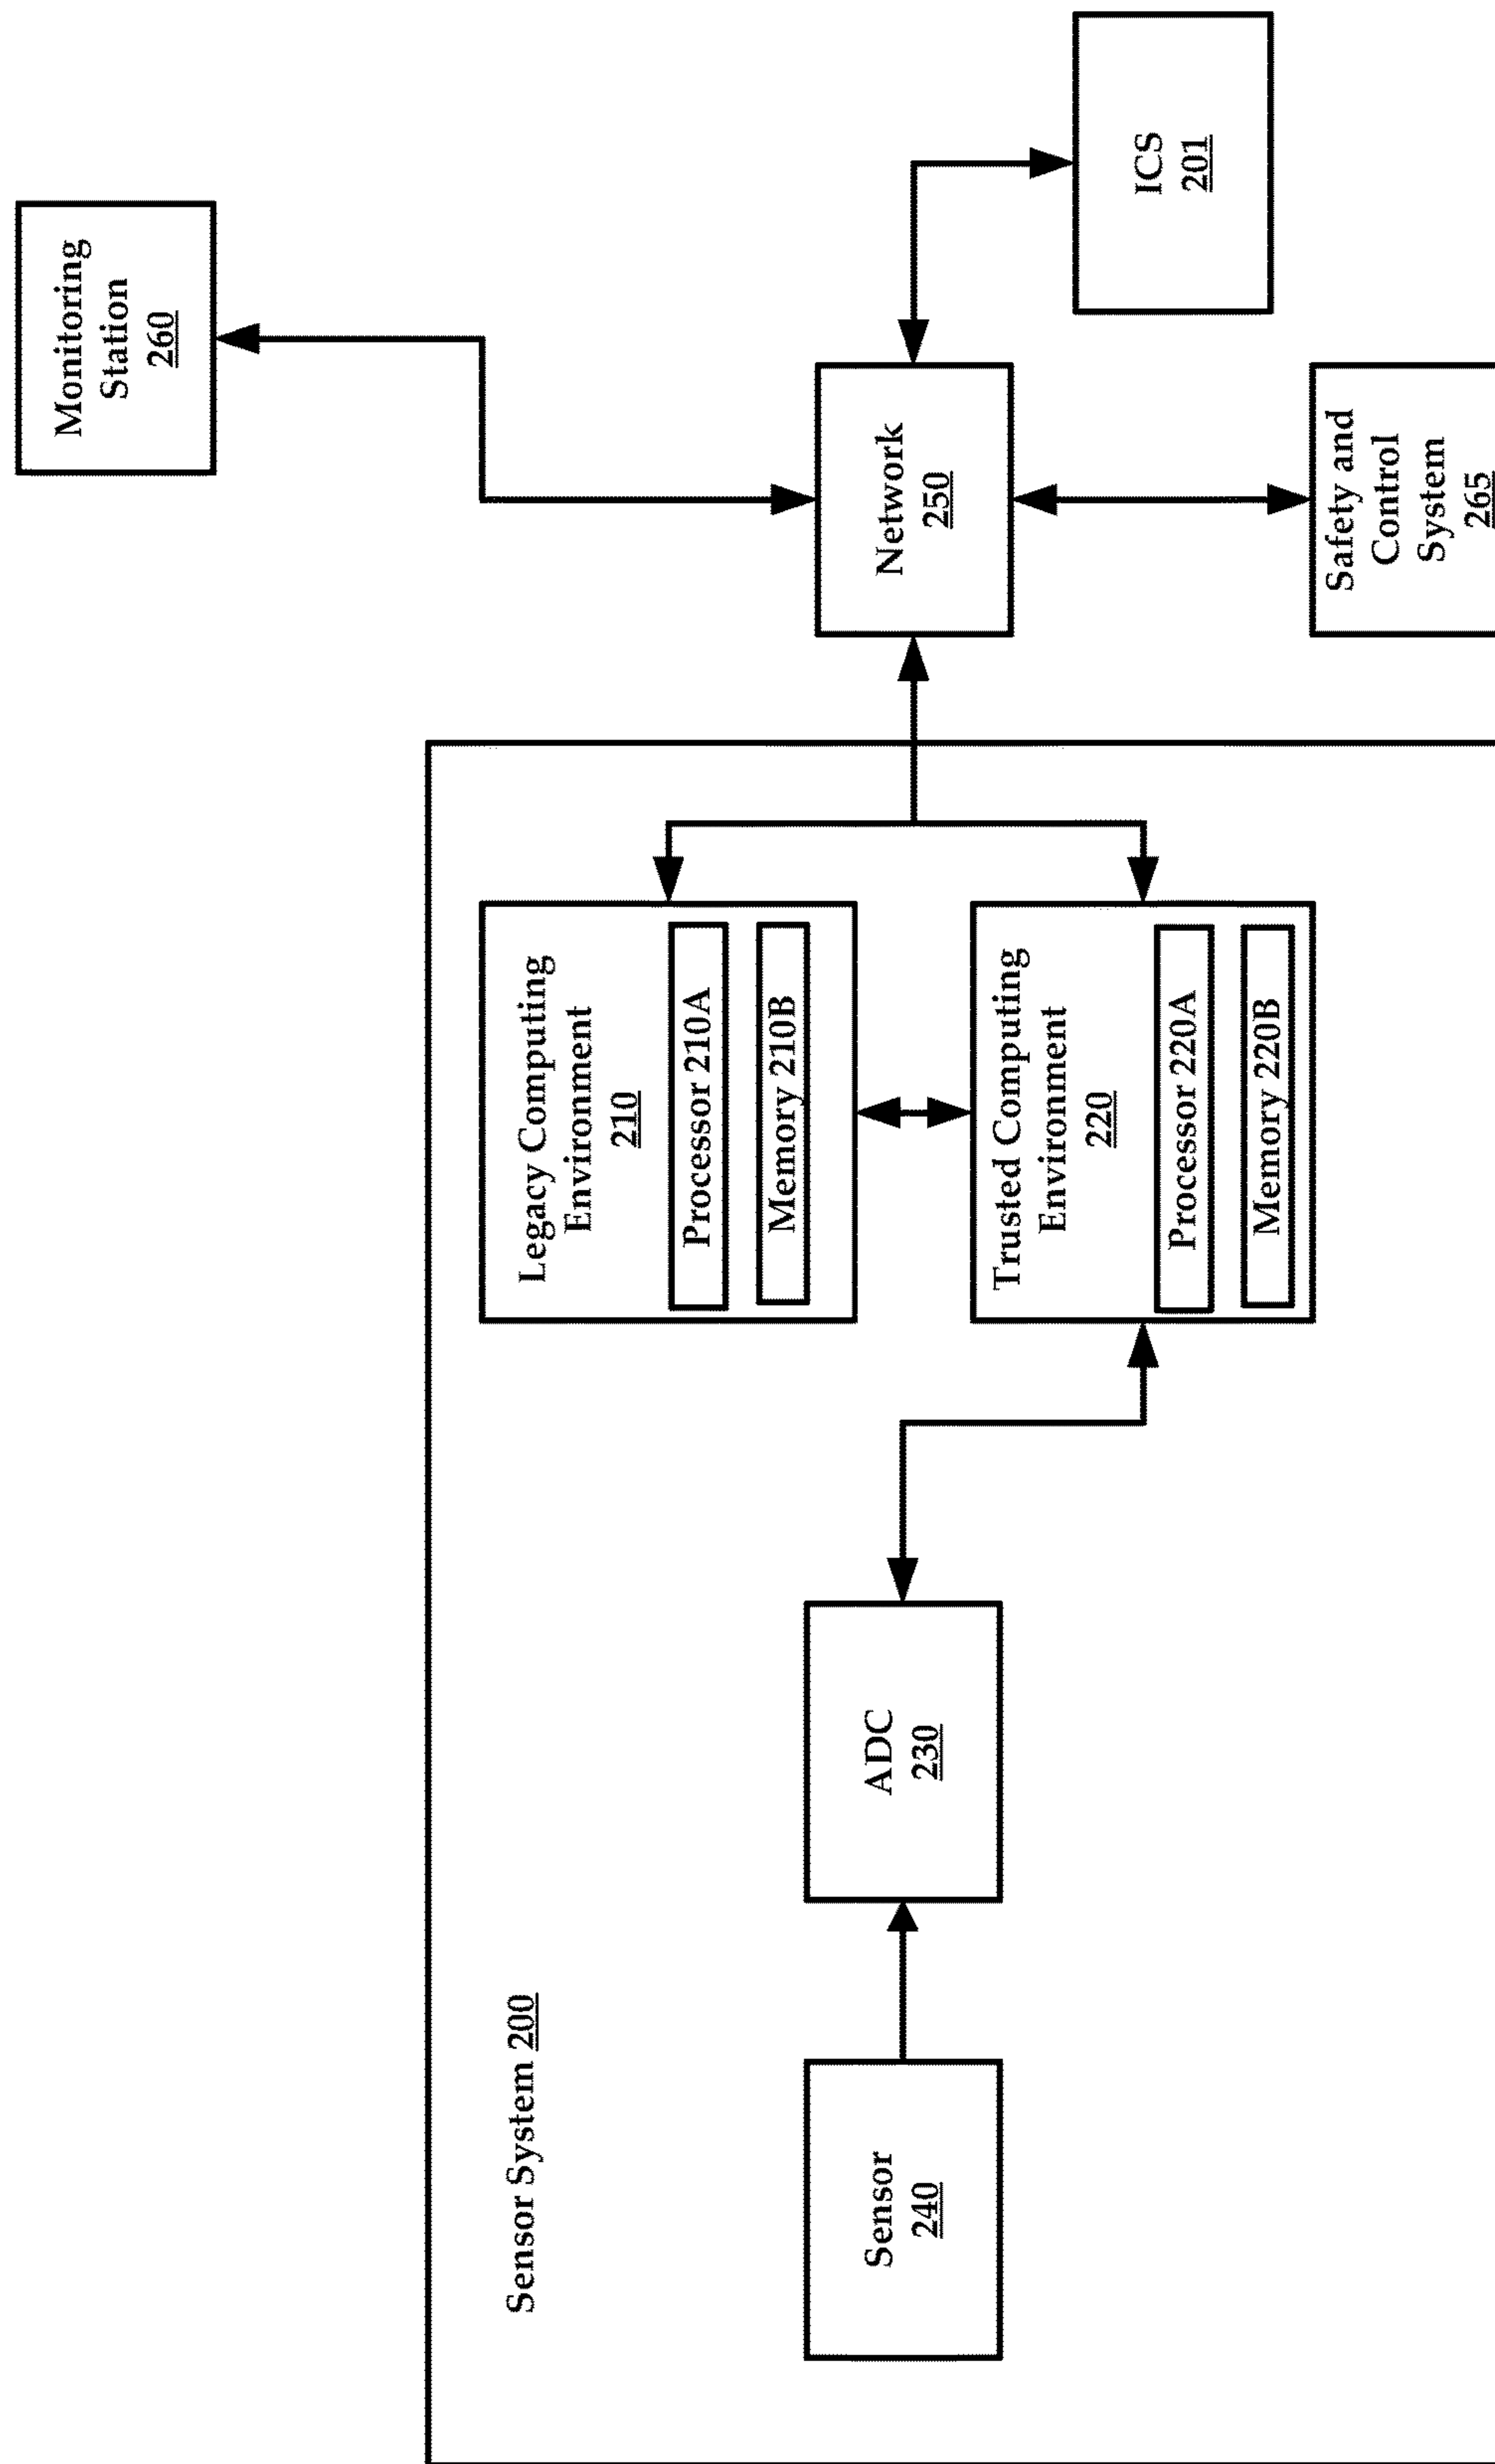 Sensor System 200
Sensor
240
ADC
230
Legacy Computing
Environment
210
Processor 210A
Memory 210B
Trusted Computing
Environment
220
Processor 220A
Memory 220B
Network
250
Monitoring
Station
260
ICS
201
Safety and
Control
System
265